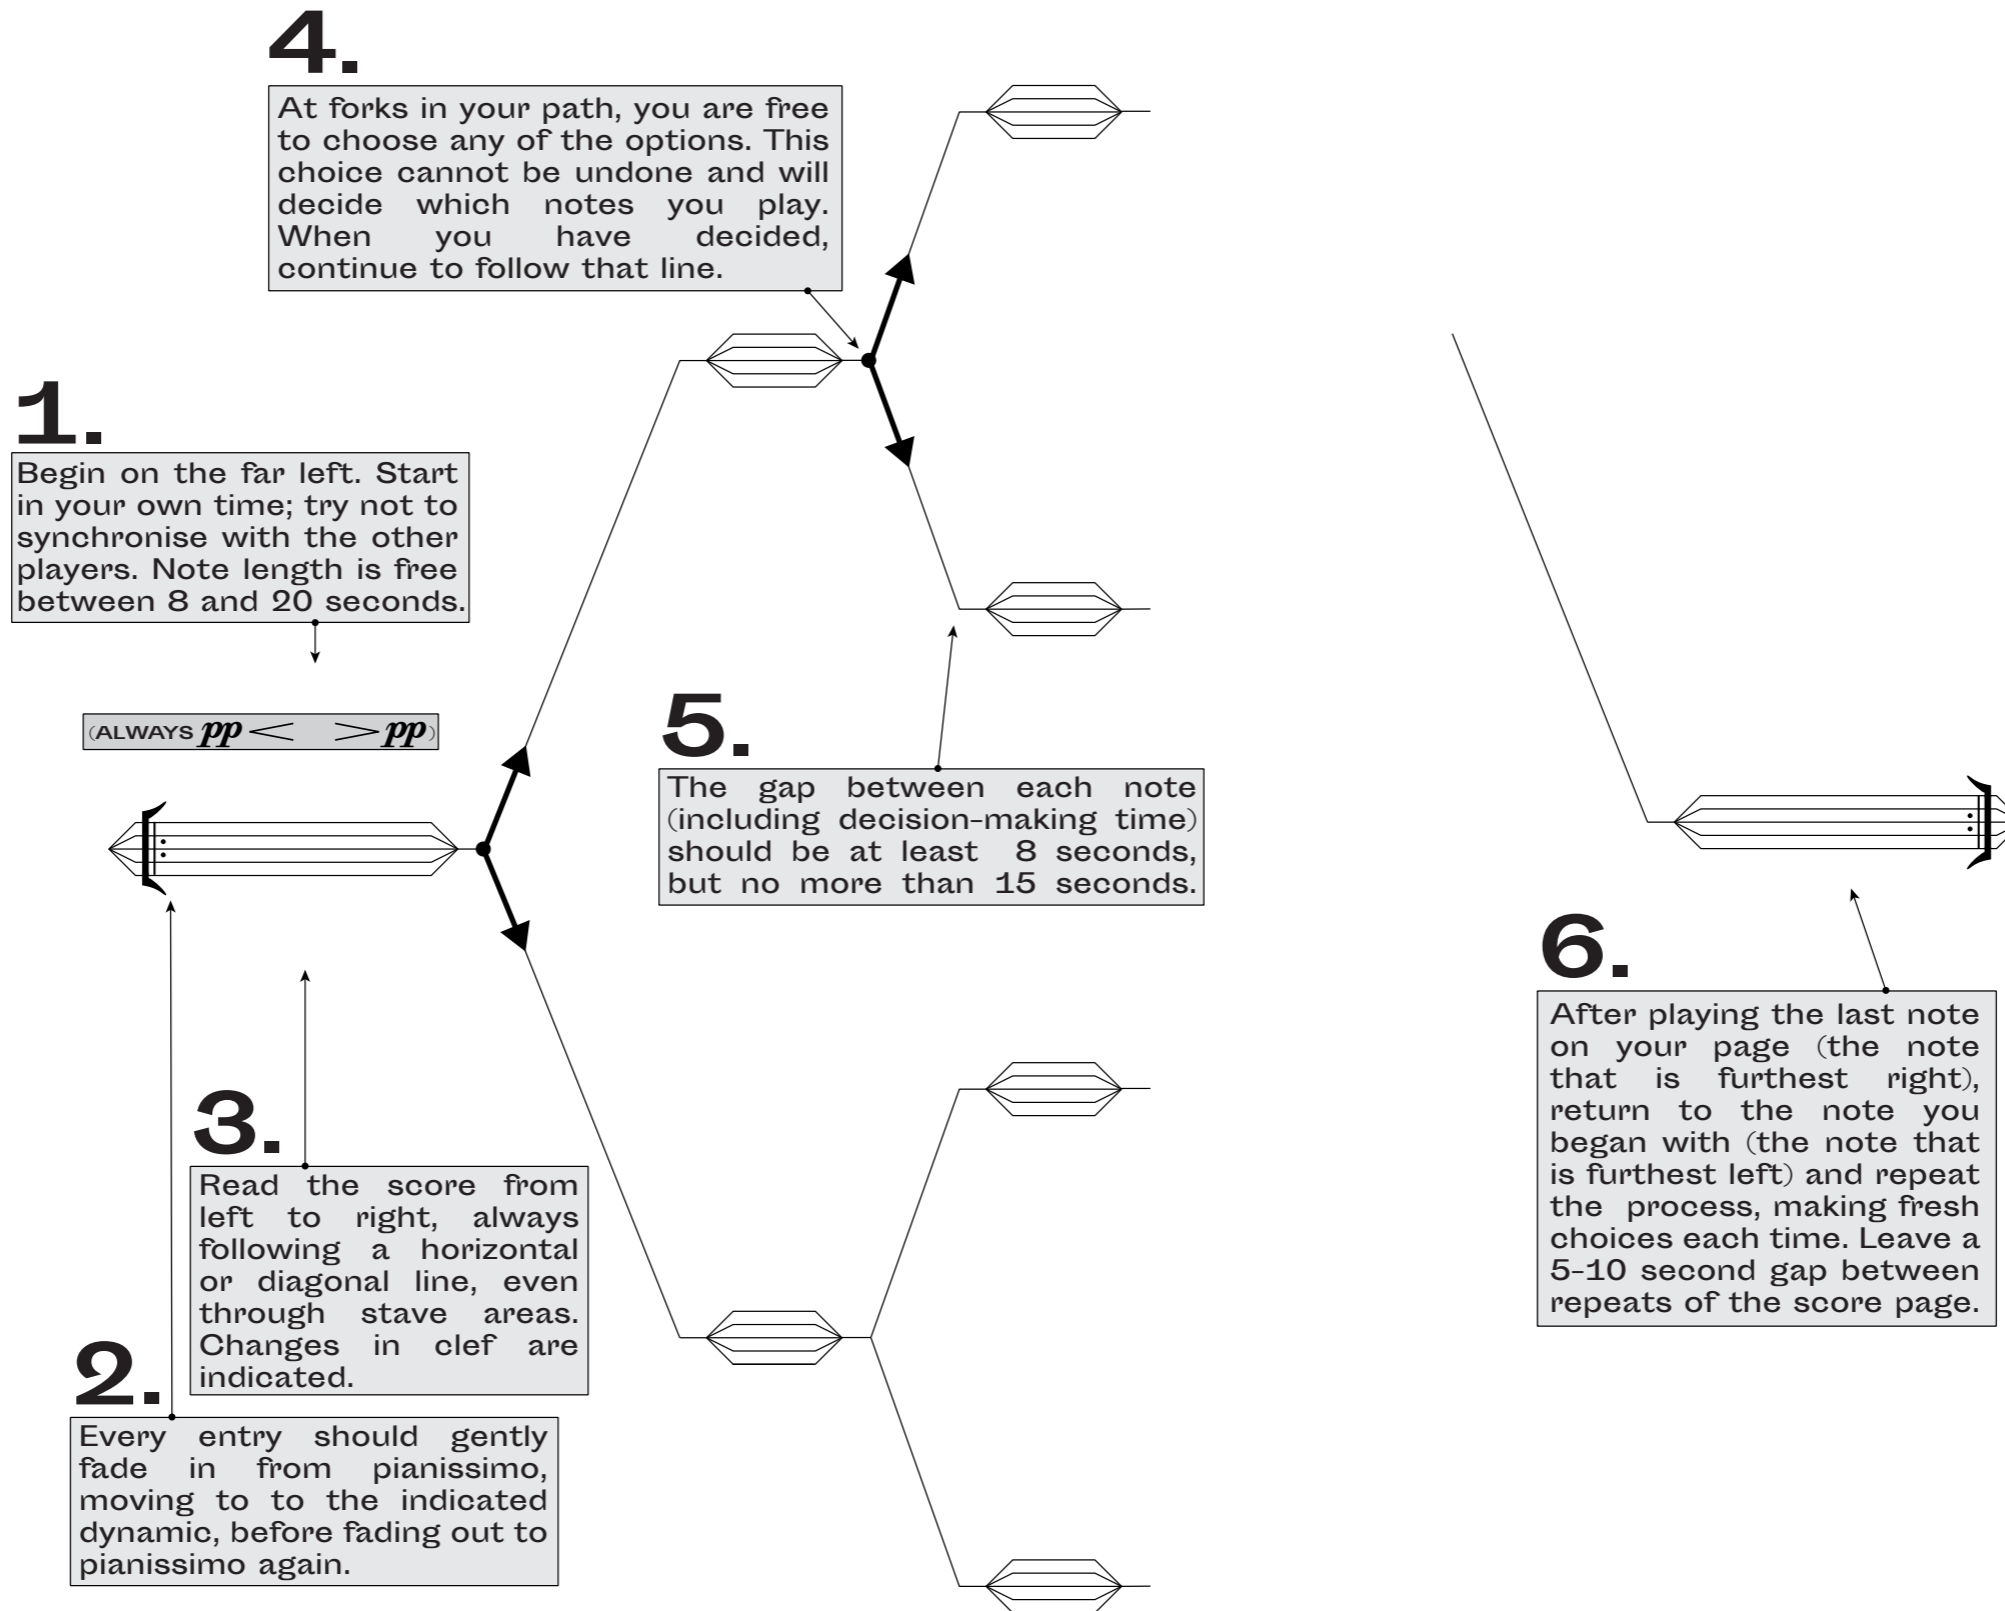 4.
At forks in your path, you are free
to choose any of the options. This
choice cannot be undone and will
decide which notes you play.
When you have decided,
continue to follow that line.
1.
Begin on the far left. Start
in your own time; try not to
synchronise with the other
players. Note length is free
between 8 and 20 seconds.
(ALWAYS pp < > pp)
5.
The gap between each note
(including decision-making time)
should be at least 8 seconds,
but no more than 15 seconds.
6.
After playing the last note
on your page (the note
that is furthest right),
return to the note you
began with (the note that
is furthest left) and repeat
the process, making fresh
choices each time. Leave a
5-10 second gap between
repeats of the score page.
3.
Read the score from
left to right, always
following a horizontal
or diagonal line, even
through stave areas.
Changes in clef are
indicated.
2.
Every entry should gently
fade in from pianissimo,
moving to to the indicated
dynamic, before fading out to
pianissimo again.